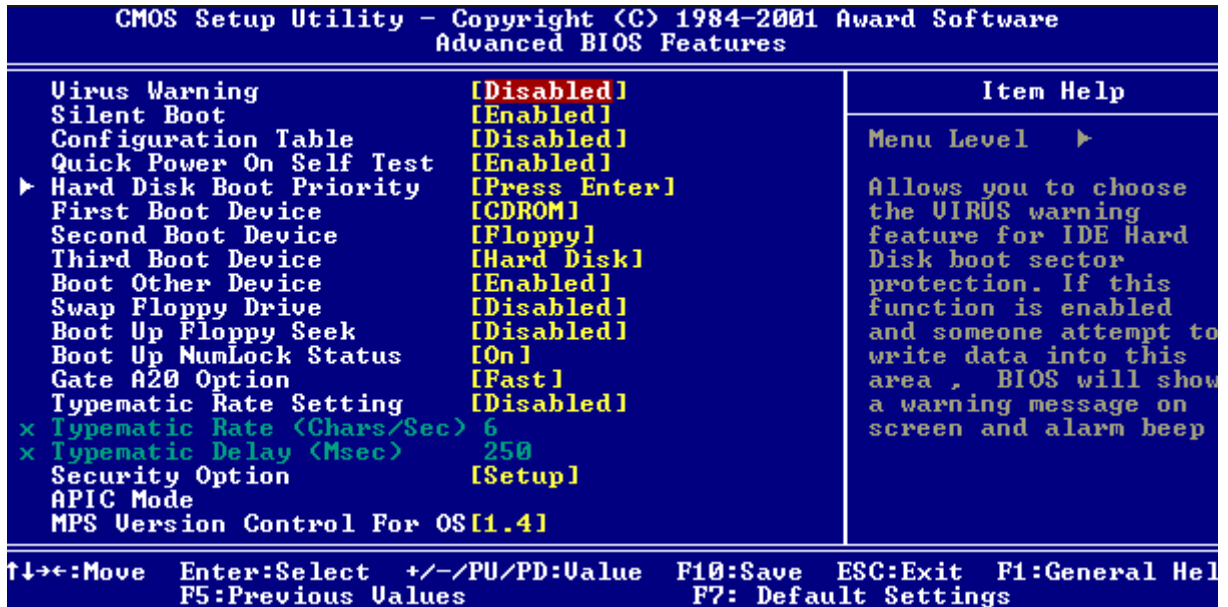 CMOS Setup Utility – Copyright (C) 1984-2001 Award Software
Advanced BIOS Features
Virus Warning [Disabled]
Silent Boot [Enabled]
Configuration Table [Disabled]
Quick Power On Self Test [Enabled]
► Hard Disk Boot Priority [Press Enter]
First Boot Device [CDROM]
Second Boot Device [Floppy]
Third Boot Device [Hard Disk]
Boot Other Device [Enabled]
Swap Floppy Drive [Disabled]
Boot Up Floppy Seek [Disabled]
Boot Up NumLock Status [On]
Gate A20 Option [Fast]
Typematic Rate Setting [Disabled]
x Typematic Rate (Chars/Sec) 6
x Typematic Delay (Msec) 250
Security Option [Setup]
APIC Mode
MPS Version Control For OS[1.4]
Item Help
Menu Level ►
Allows you to choose
the VIRUS warning
feature for IDE Hard
Disk boot sector
protection. If this
function is enabled
and someone attempt to
write data into this
area , BIOS will show
a warning message on
screen and alarm beep
↑↓→←:Move Enter:Select +/-/PU/PD:Value F10:Save ESC:Exit F1:General Hel
F5:Previous Values F7: Default Settings